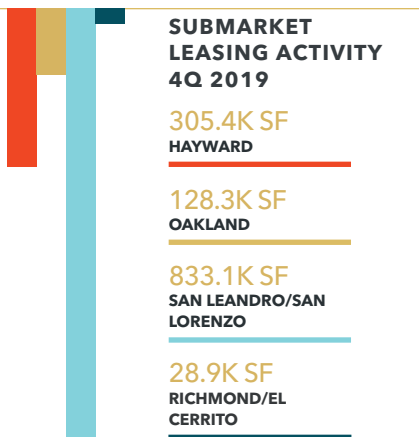 SUBMARKET
LEASING ACTIVITY
4Q 2019
305.4K SF
HAYWARD
128.3K SF
OAKLAND
833.1K SF
SAN LEANDRO/SAN
LORENZO
28.9K SF
RICHMOND/EL
CERRITO